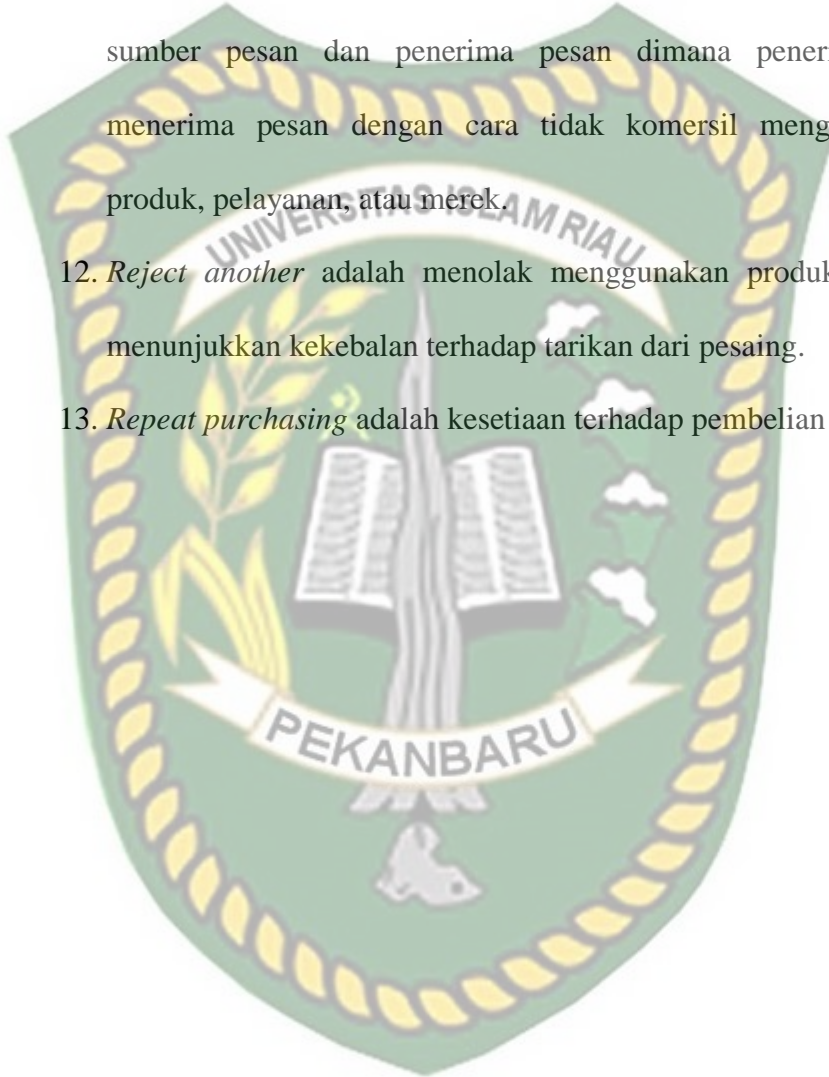 sumber pesan dan penerima pesan dimana
menerima pesan dengan cara tidak komersil
produk, pelayanan, atau merek.
UNIVERSITAS ISLAM RIAU
12. Reject another adalah menolak menggunakan produk
menunjukkan kekebalan terhadap tarikan dari pesaing.
13. Repeat purchasing adalah kesetiaan terhadap pembelian
PEKANBARU